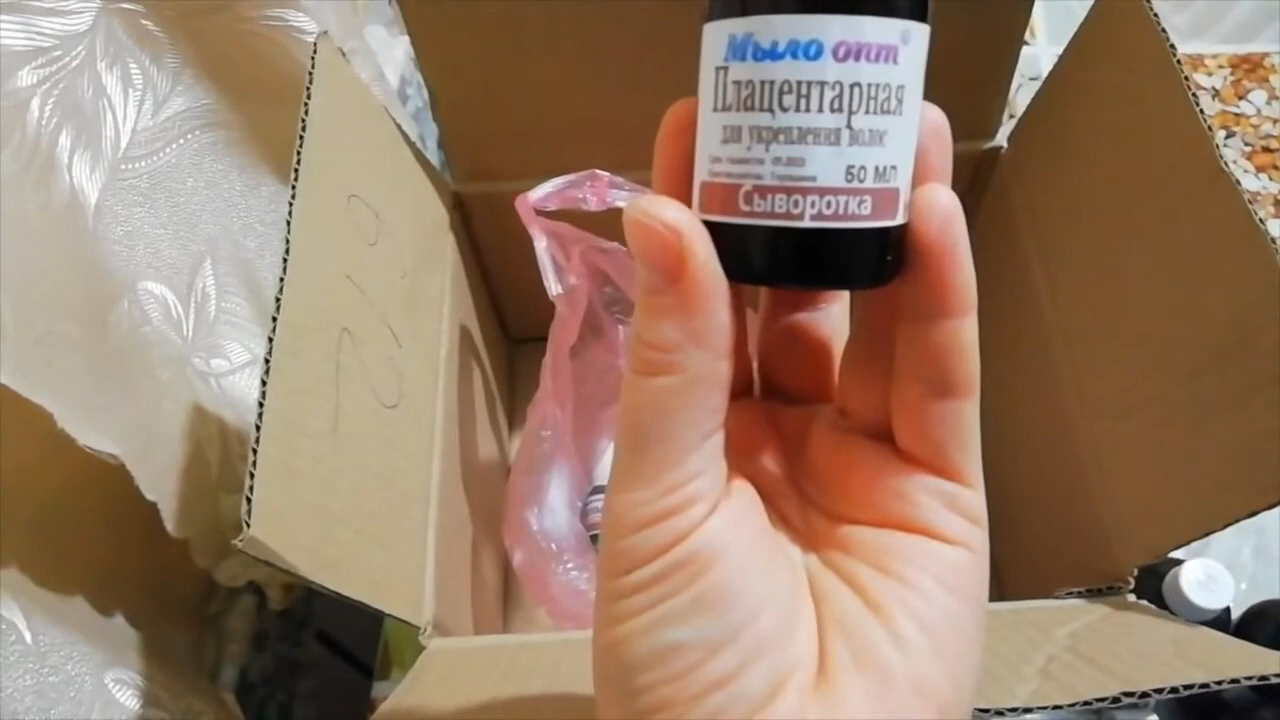 Мыло опт®
Плацентарная
для укрепления волос
50 мл
Сыворотка